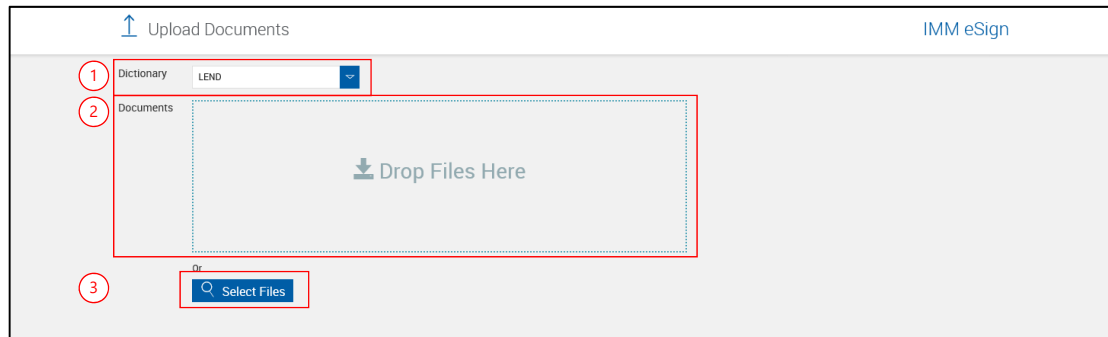 Upload Documents
IMM eSign
1
Dictionary
LEND
2
Documents
Drop Files Here
Or
3
Select Files